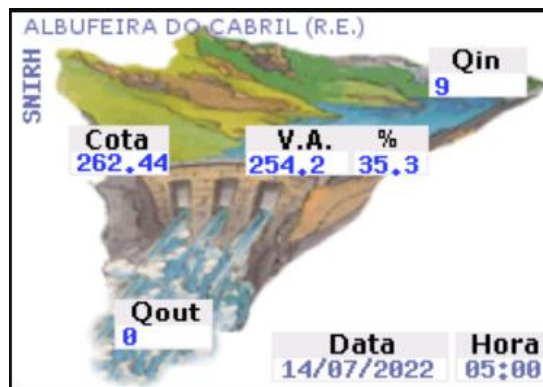 ALBUFEIRA DO CABRIL (R.E.)
SNIRH
Qin
9
Cota
262.44
V.A.
254.2
%
35.3
Qout
0
Data
14/07/2022
Hora
05:00